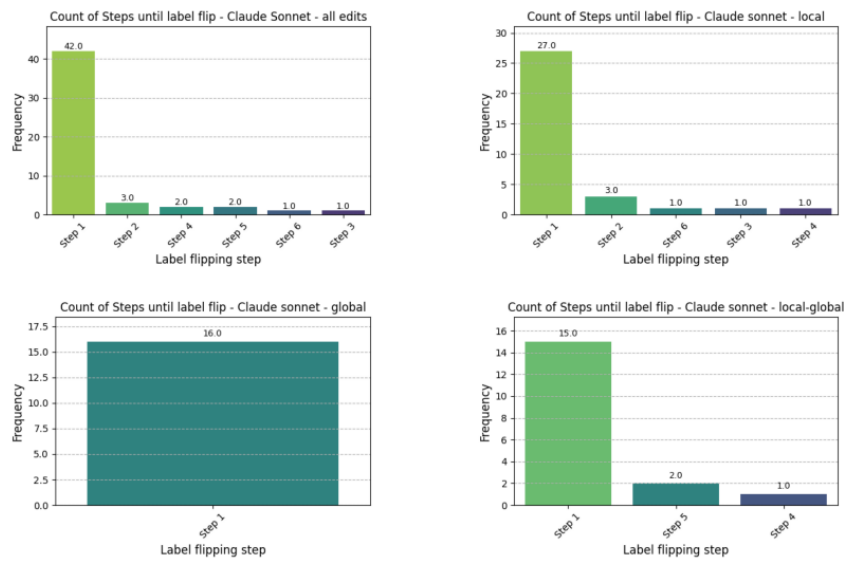 Count of Steps until label flip - Claude Sonnet - all edits
42.0
3.0
2.0
2.0
1.0
1.0
40
30
20
10
0
Frequency
Step 1
Step 2
Step 4
Step 5
Step 6
Step 3
Label flipping step
Count of Steps until label flip - Claude Sonnet - local
27.0
3.0
1.0
1.0
1.0
30
25
20
15
10
5
0
Frequency
Step 1
Step 2
Step 6
Step 3
Step 4
Label flipping step
Count of Steps until label flip - Claude sonnet - global
16.0
17.5
15.0
12.5
10.0
7.5
5.0
2.5
0.0
Frequency
Step 1
Label flipping step
Count of Steps until label flip - Claude sonnet - local-global
15.0
2.0
1.0
16
14
12
10
8
6
4
2
0
Frequency
Step 1
Step 5
Step 4
Label flipping step